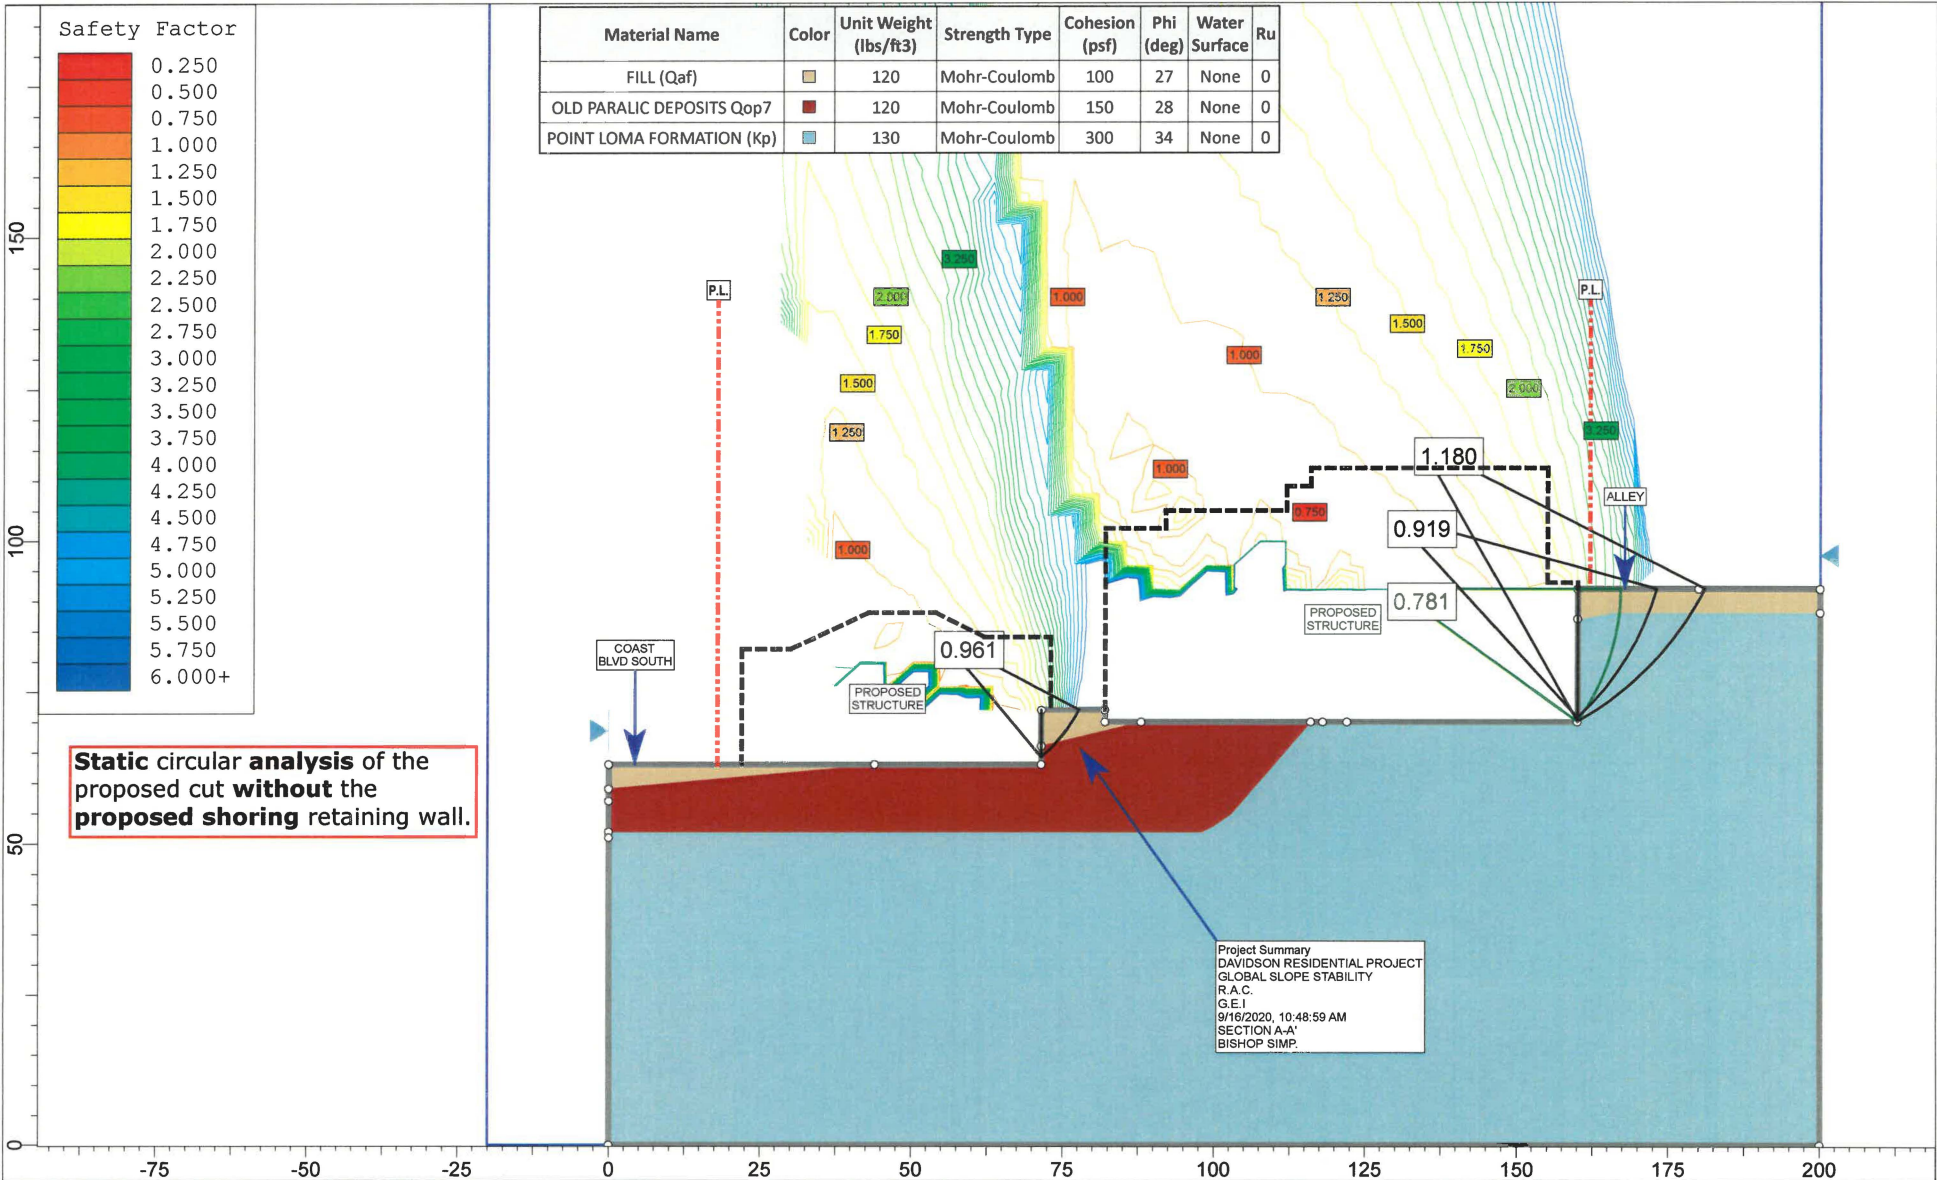 Safety Factor
0.250
0.500
0.750
1.000
1.250
1.500
1.750
2.000
2.250
2.500
2.750
3.000
3.250
3.500
3.750
4.000
4.250
4.500
4.750
5.000
5.250
5.500
5.750
6.000+
Material Name Color Unit Weight (lbs/ft3) Strength Type Cohesion (psf) Phi (deg) Water Surface Ru
FILL (Qaf) 120 Mohr-Coulomb 100 27 None 0
OLD PARALIC DEPOSITS Qop7 120 Mohr-Coulomb 150 28 None 0
POINT LOMA FORMATION (Kp) 130 Mohr-Coulomb 300 34 None 0
3.250
P.L.
2.000
1.000
1.250
P.L.
1.750
1.500
1.000
1.750
1.500
2.000
1.250
3.250
1.180
1.000
ALLEY
0.750
0.919
1.000
0.781
PROPOSED
STRUCTURE
0.961
COAST
BLVD SOUTH
PROPOSED
STRUCTURE
Static circular analysis of the
proposed cut without the
proposed shoring retaining wall.
Project Summary
DAVIDSON RESIDENTIAL PROJECT
GLOBAL SLOPE STABILITY
R.A.C.
G.E.I
9/16/2020, 10:48:59 AM
SECTION A-A'
BISHOP SIMP.
150
100
50
0
-75 -50 -25 0 25 50 75 100 125 150 175 200